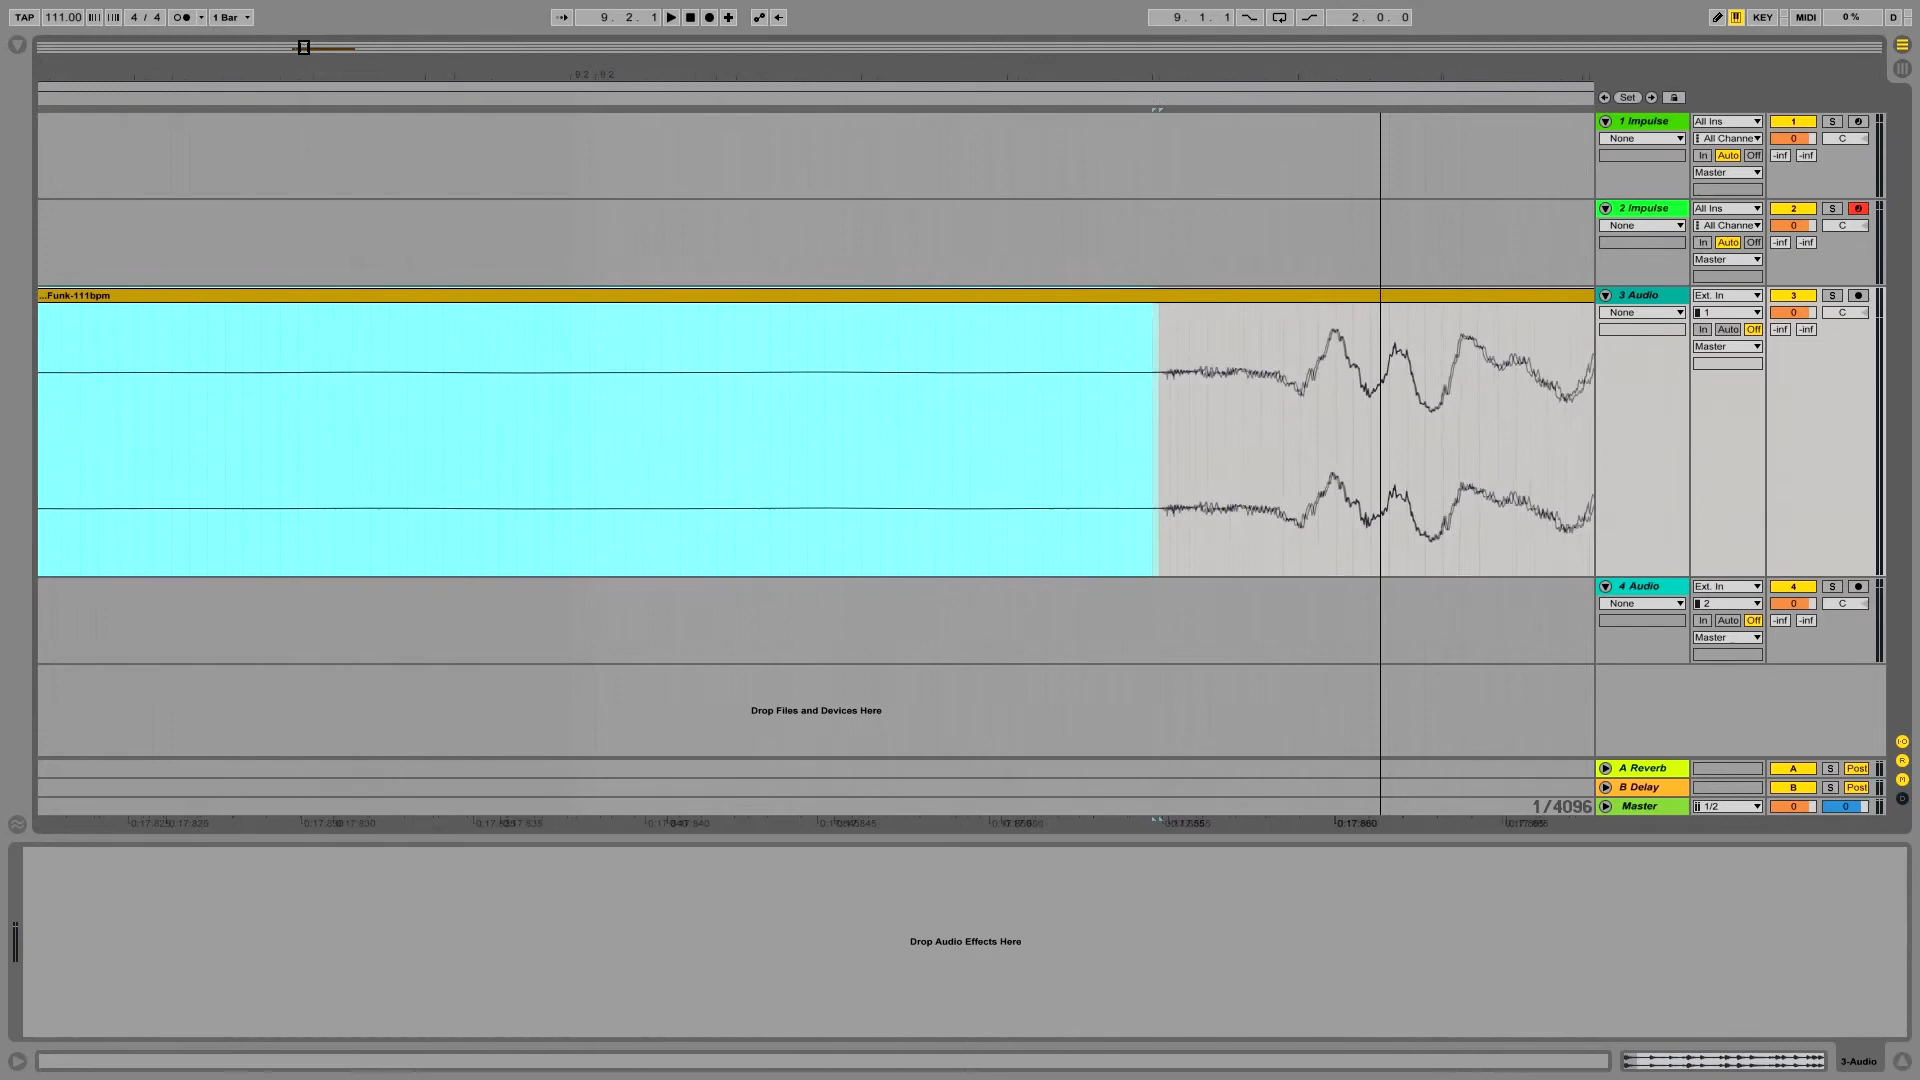 TAP 111.00 4 / 4 1 Bar 9. 2. 1 9. 1. 1 2. 0. 0 KEY MIDI 0 % D
Set
1 Impulse All Ins 1 S
None All Channe 0 C
In Auto Off -inf -inf
Master
2 Impulse All Ins 2 S
None All Channe 0 C
In Auto Off -inf -inf
Master
...Funk-111bpm
3 Audio Ext. In 3 S
None 1 0 C
In Auto Off -inf -inf
Master
4 Audio Ext. In 4 S
None 2 0 C
In Auto Off -inf -inf
Master
Drop Files and Devices Here
A Reverb A S Post
B Delay B S Post
1/4096 Master 1/2 0 0
0:17.860
Drop Audio Effects Here
3-Audio